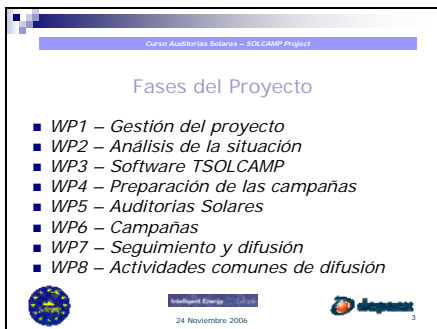 Curso Auditorias Solares – SOLCAMP Project
Fases del Proyecto
WP1 – Gestión del proyecto
WP2 – Análisis de la situación
WP3 – Software TSOLCAMP
WP4 – Preparación de las campañas
WP5 – Auditorias Solares
WP6 – Campañas
WP7 – Seguimiento y difusión
WP8 – Actividades comunes de difusión
Intelligent Energy
24 Noviembre 2006
3